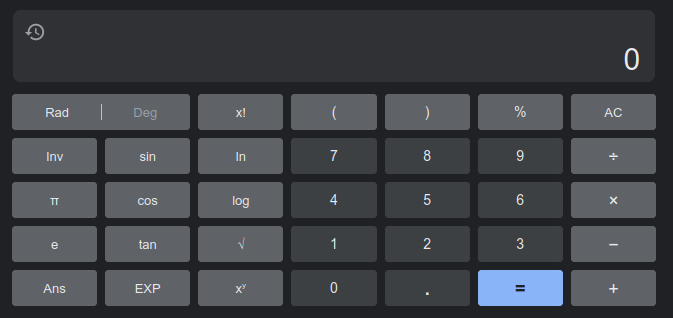 0
Rad | Deg x! ( ) % AC
Inv sin ln 7 8 9 ÷
π cos log 4 5 6 ×
e tan √ 1 2 3 −
Ans EXP xʸ 0 . = +